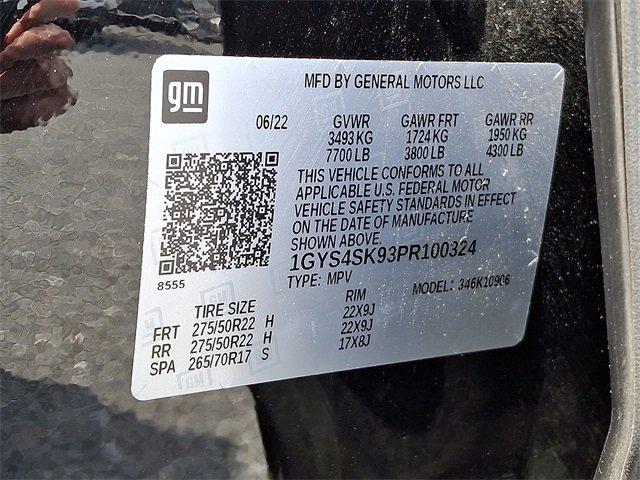 gm
MFD BY GENERAL MOTORS LLC
06/22 GVWR GAWR FRT GAWR RR
3493 KG 1724 KG 1950 KG
7700 LB 3800 LB 4300 LB
THIS VEHICLE CONFORMS TO ALL
APPLICABLE U.S. FEDERAL MOTOR
VEHICLE SAFETY STANDARDS IN EFFECT
ON THE DATE OF MANUFACTURE
SHOWN ABOVE.
1GYS4SK93PR100324
8555
TYPE: MPV MODEL: 346K10906
TIRE SIZE RIM
FRT 275/50R22 H 22X9J
RR 275/50R22 H 22X9J
SPA 265/70R17 S 17X8J
GM